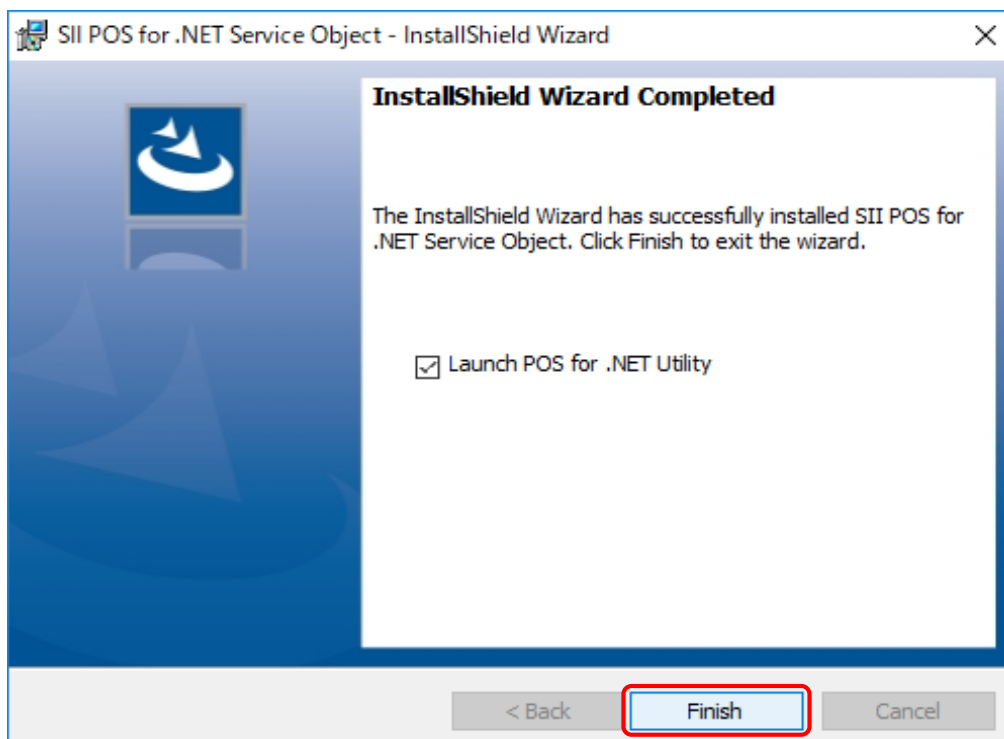 SII POS for .NET Service Object - InstallShield Wizard
InstallShield Wizard Completed
The InstallShield Wizard has successfully installed SII POS for
.NET Service Object. Click Finish to exit the wizard.
Launch POS for .NET Utility
< Back Finish Cancel